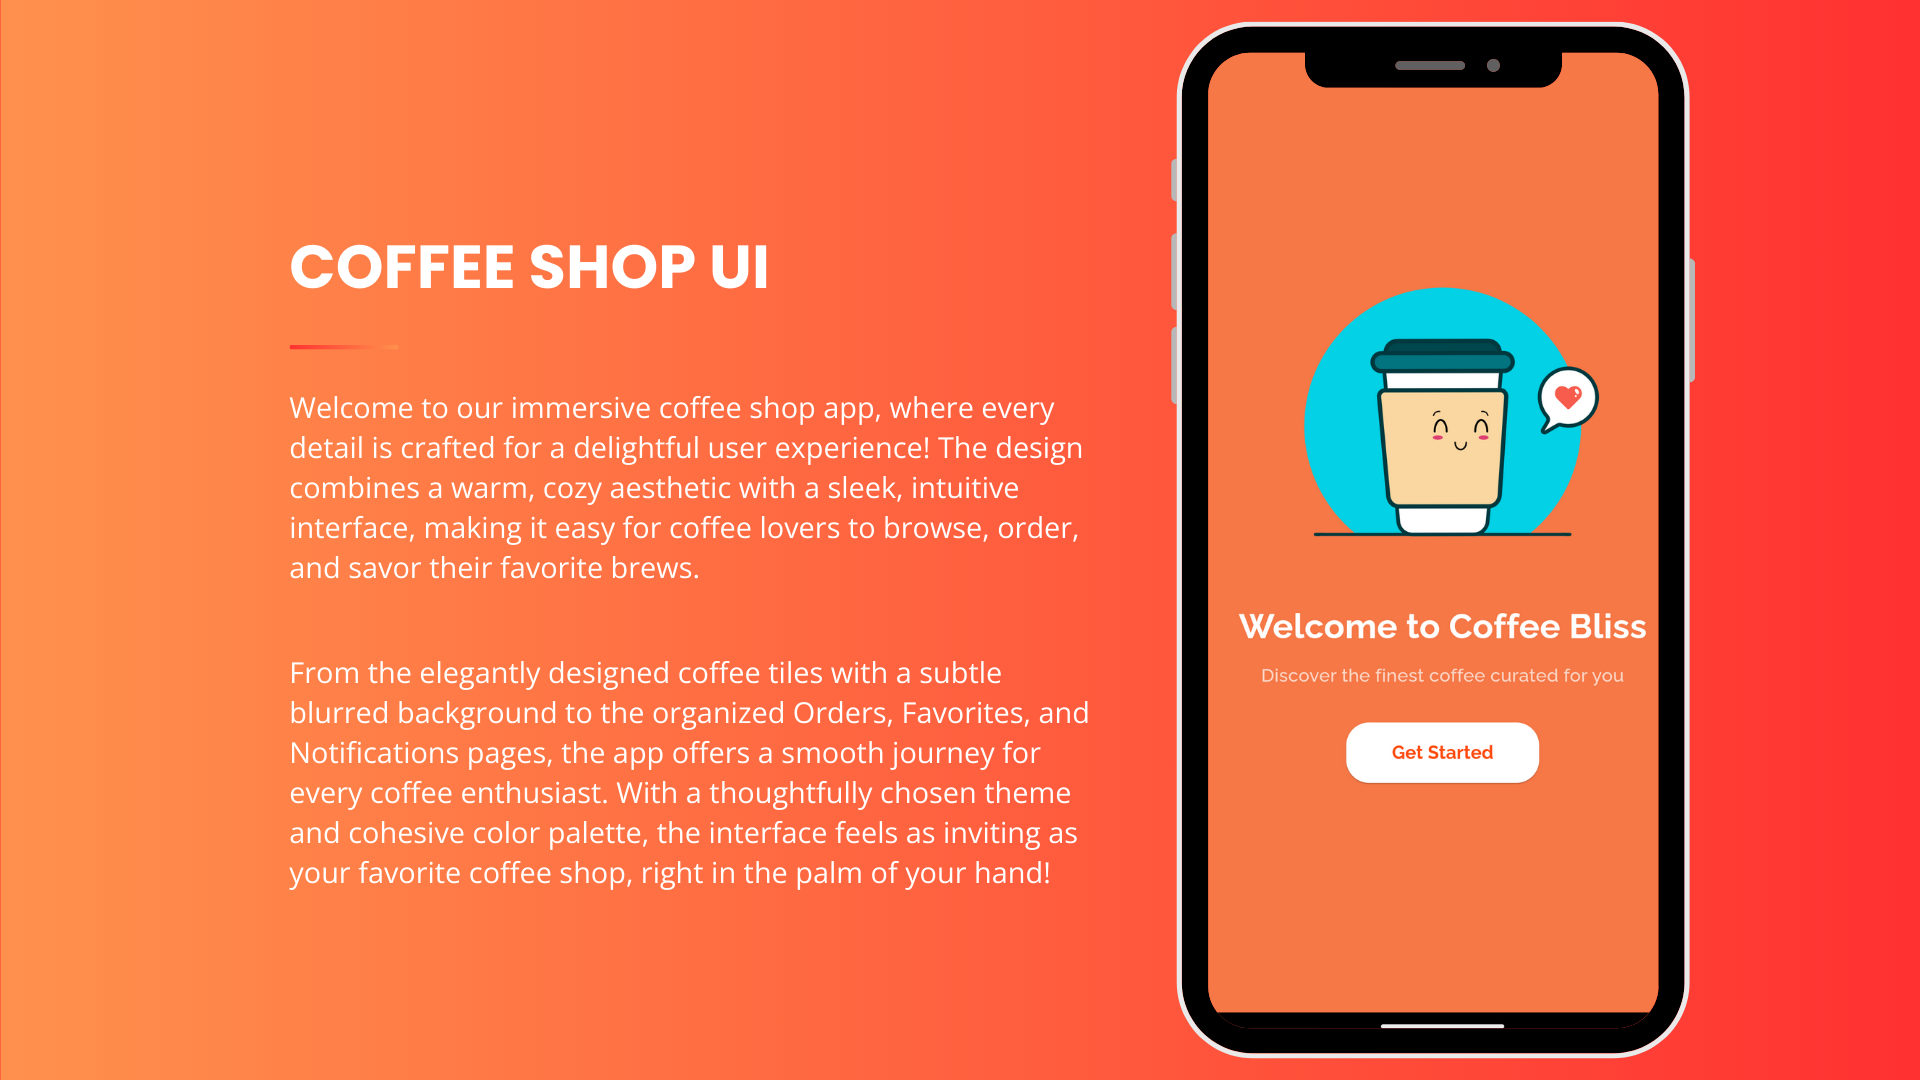 COFFEE SHOP UI
Welcome to our immersive coffee shop app, where every
detail is crafted for a delightful user experience! The design
combines a warm, cozy aesthetic with a sleek, intuitive
interface, making it easy for coffee lovers to browse, order,
and savor their favorite brews.
From the elegantly designed coffee tiles with a subtle
blurred background to the organized Orders, Favorites, and
Notifications pages, the app offers a smooth journey for
every coffee enthusiast. With a thoughtfully chosen theme
and cohesive color palette, the interface feels as inviting as
your favorite coffee shop, right in the palm of your hand!
Welcome to Coffee Bliss
Discover the finest coffee curated for you
Get Started